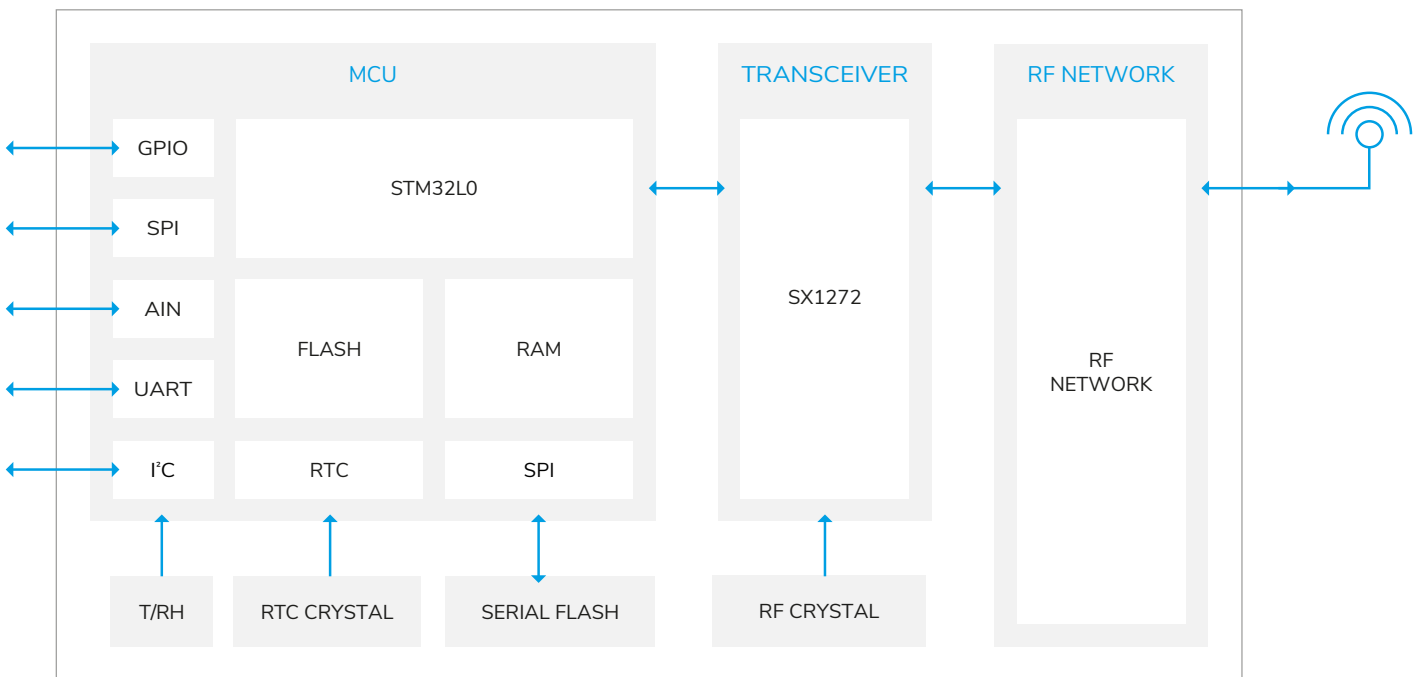 MCU
TRANSCEIVER
RF NETWORK
GPIO
STM32L0
SPI
AIN
SX1272
FLASH
RAM
RF
NETWORK
UART
I²C
RTC
SPI
T/RH
RTC CRYSTAL
SERIAL FLASH
RF CRYSTAL